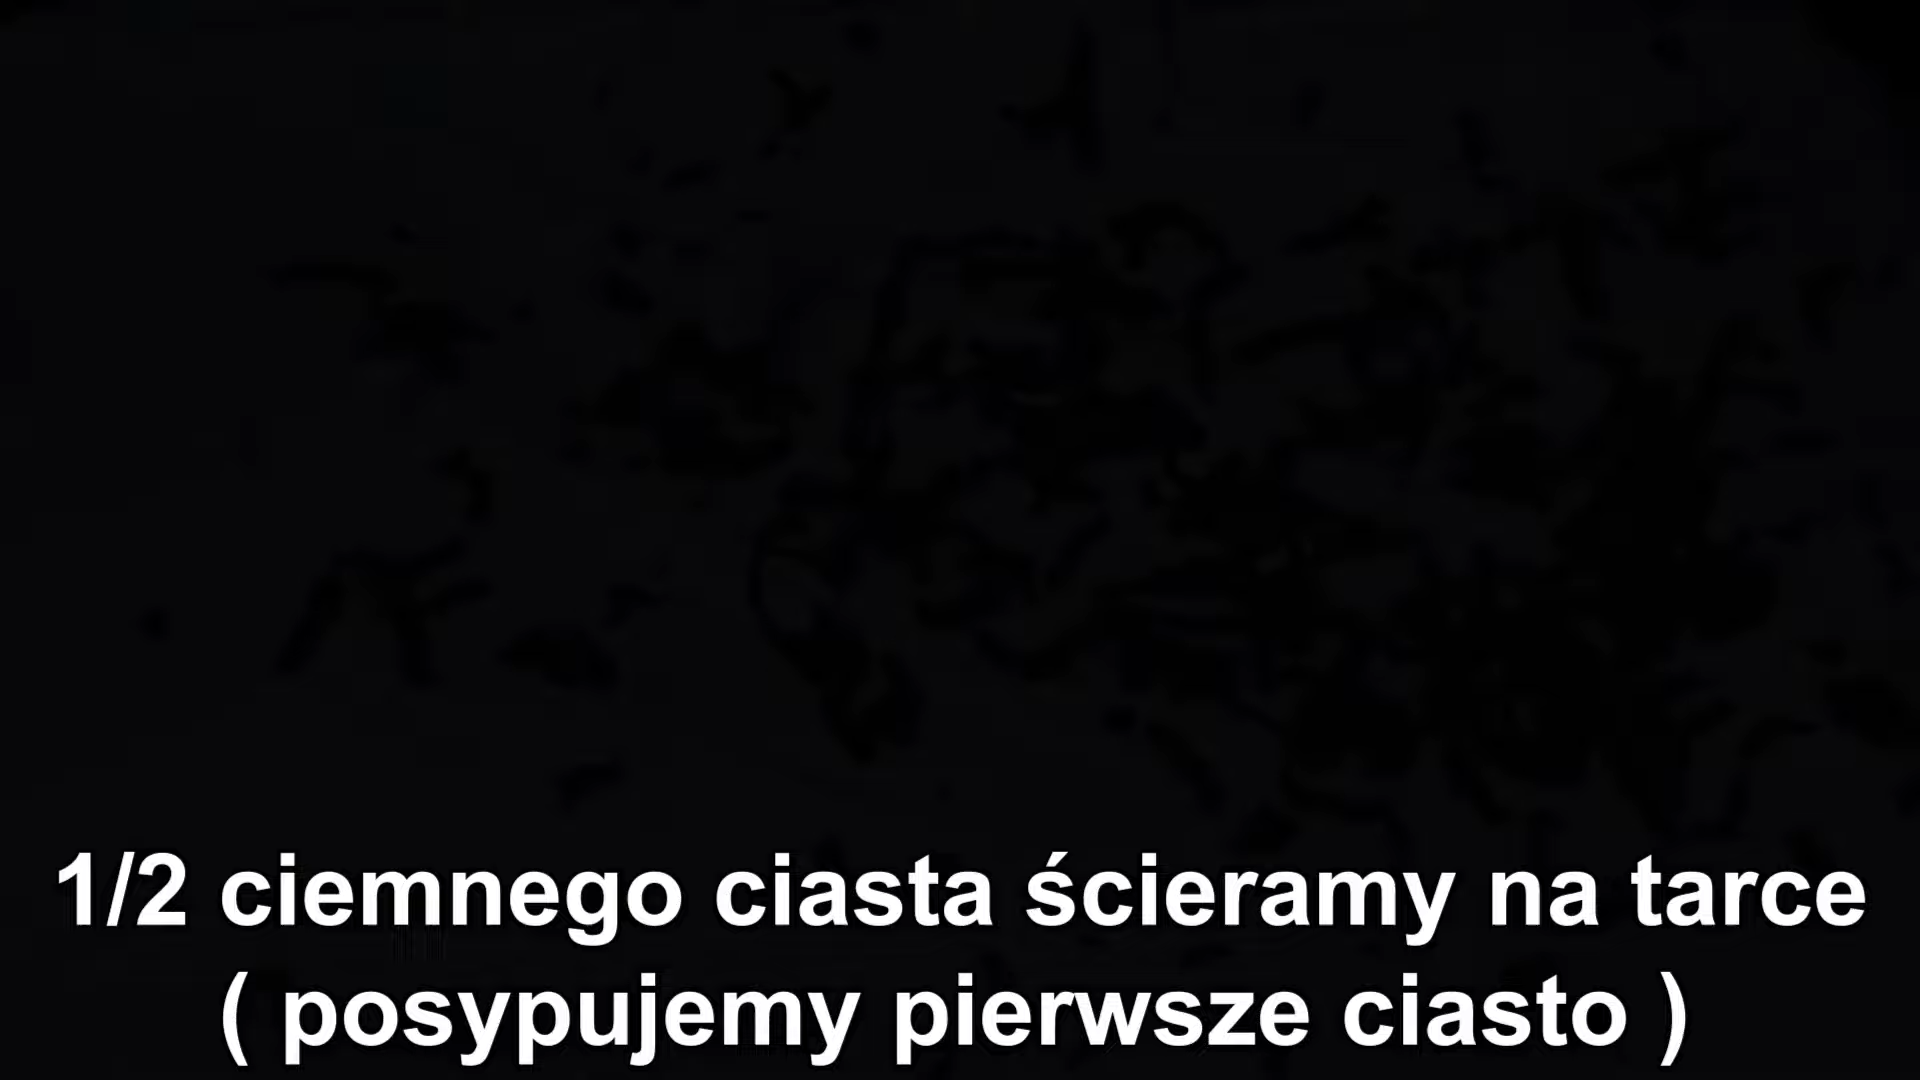 1/2 ciemnego ciasta ścieramy na tarce
( posypujemy pierwsze ciasto )